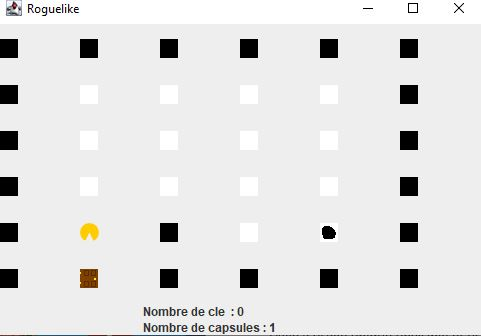 Roguelike
Nombre de cle : 0
Nombre de capsules : 1